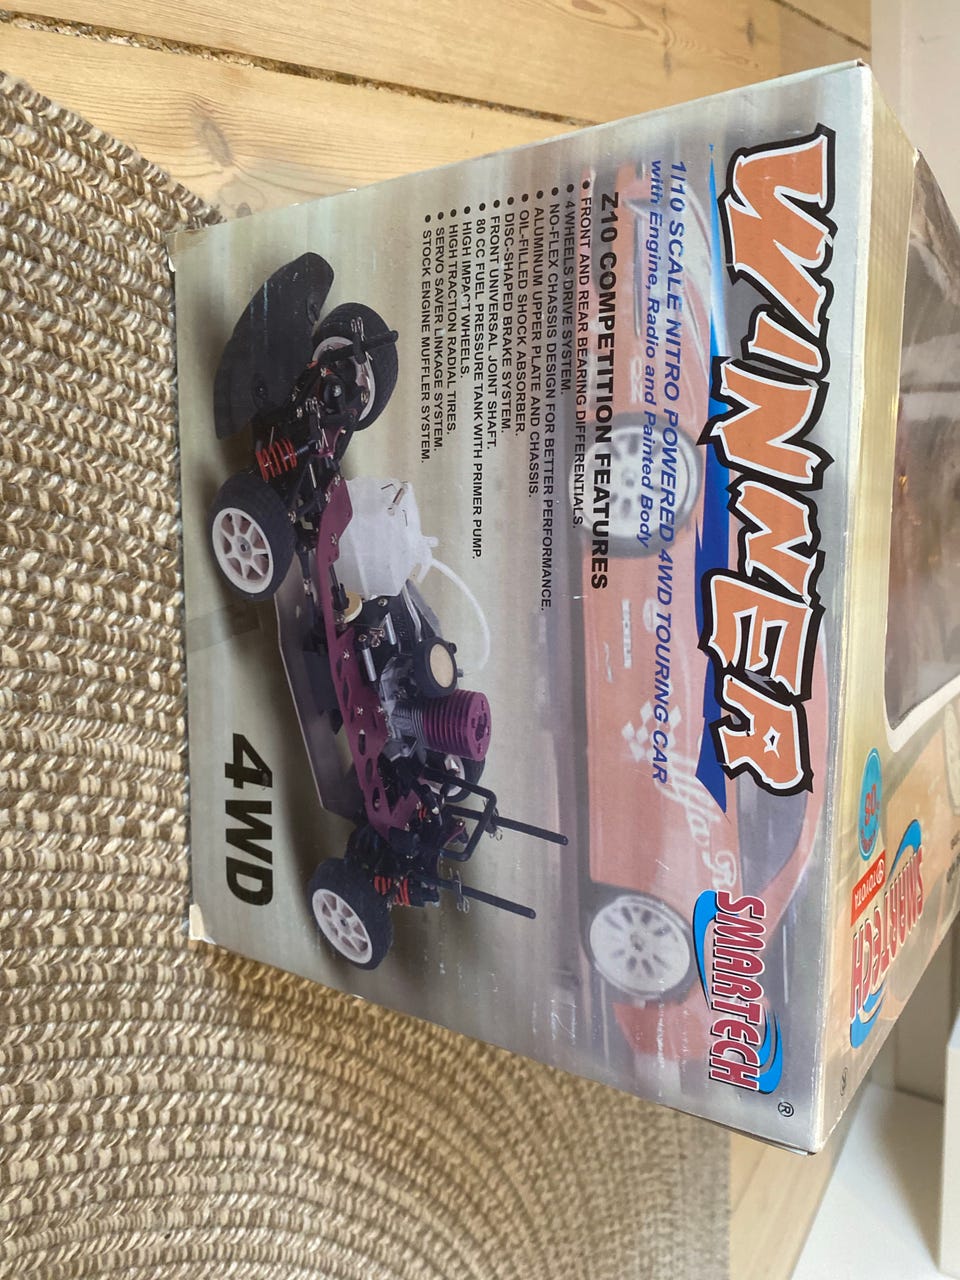 WINNER
1/10 SCALE NITRO POWERED 4WD TOURING CAR
with Engine, Radio and Painted Body
Z10 COMPETITION FEATURES
• FRONT AND REAR BEARING DIFFERENTIALS.
• 4-WHEELS DRIVE SYSTEM.
• NO-FLEX CHASSIS DESIGN FOR BETTER PERFORMANCE.
• ALUMINUM UPPER PLATE AND CHASSIS.
• OIL-FILLED SHOCK ABSORBER.
• DISC-SHAPED BRAKE SYSTEM.
• FRONT UNIVERSAL JOINT SHAFT.
• 80 CC FUEL PRESSURE TANK WITH PRIMER PUMP.
• HIGH IMPACT WHEELS.
• HIGH TRACTION RADIAL TIRES.
• SERVO SAVER LINKAGE SYSTEM.
• STOCK ENGINE MUFFLER SYSTEM.
SMARTECH ®
4WD
SMARTECH